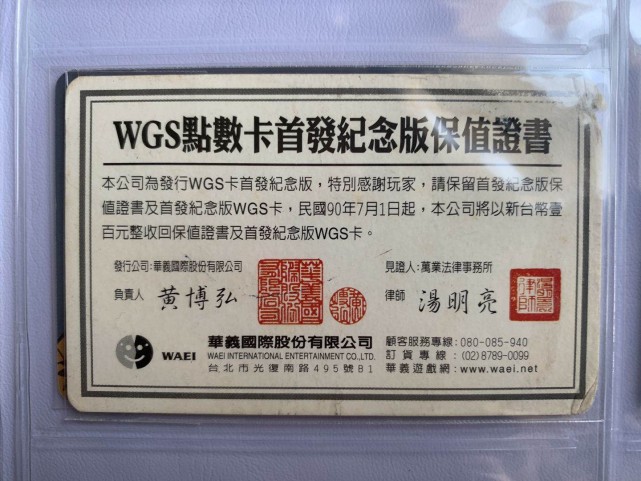 WGS點數卡首發紀念版保值證書
本公司為發行WGS卡首發紀念版，特別感謝玩家，請保留首發紀念版保
值證書及首發紀念版WGS卡，民國90年7月1日起，本公司將以新台幣壹
百元整收回保值證書及首發紀念版WGS卡。
發行公司:華義國際股份有限公司
負責人 黃博弘
見證人:萬業法律事務所
律師 湯明亮
WAEI
華義國際股份有限公司
WAEI INTERNATIONAL ENTERTAINMENT CO.,LTD.
台北市光復南路495號B1
顧客服務專線:080-085-940
訂貨專線:(02)8789-0099
華義遊戲網:www.waei.net